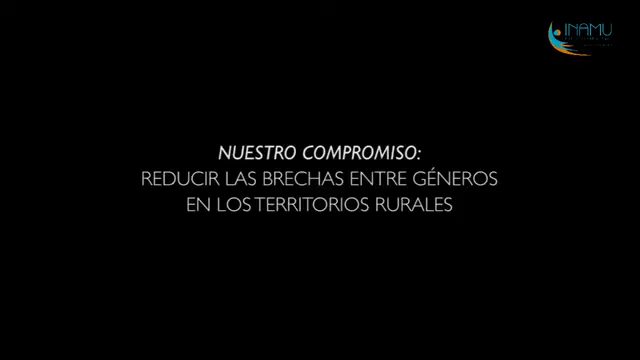 INAMU
NUESTRO COMPROMISO:
REDUCIR LAS BRECHAS ENTRE GÉNEROS
EN LOS TERRITORIOS RURALES